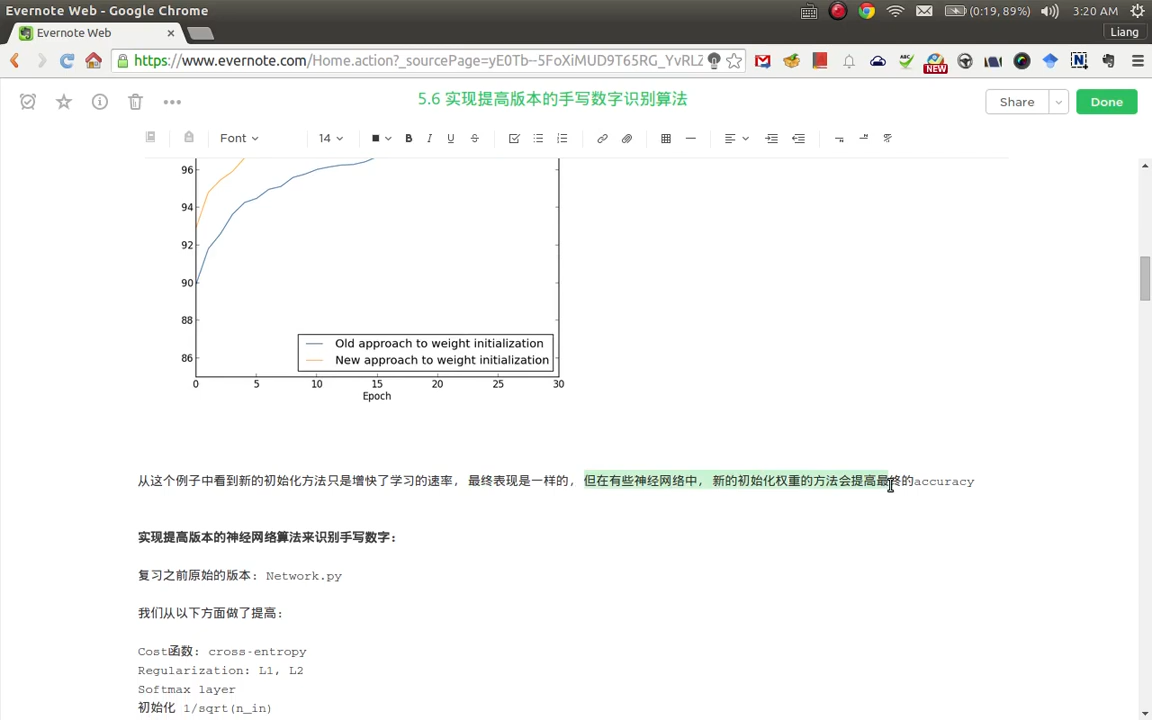 Evernote Web - Google Chrome
(0:19, 89%)
3:20 AM
Evernote Web
Liang
https://www.evernote.com/Home.action?_sourcePage=yE0Tb--5FoXiMUD9T65RG_YvRLZ
NEW
5.6 实现提高版本的手写数字识别算法
Share
Done
Font
14
B
I
U
96
94
92
90
88
86
Old approach to weight initialization
New approach to weight initialization
0 5 10 15 20 25 30
Epoch
从这个例子中看到新的初始化方法只是增快了学习的速率，最终表现是一样的，但在有些神经网络中，新的初始化权重的方法会提高最终的accuracy
实现提高版本的神经网络算法来识别手写数字：
复习之前原始的版本: Network.py
我们从以下方面做了提高:
Cost函数: cross-entropy
Regularization: L1, L2
Softmax layer
初始化 1/sqrt(n_in)